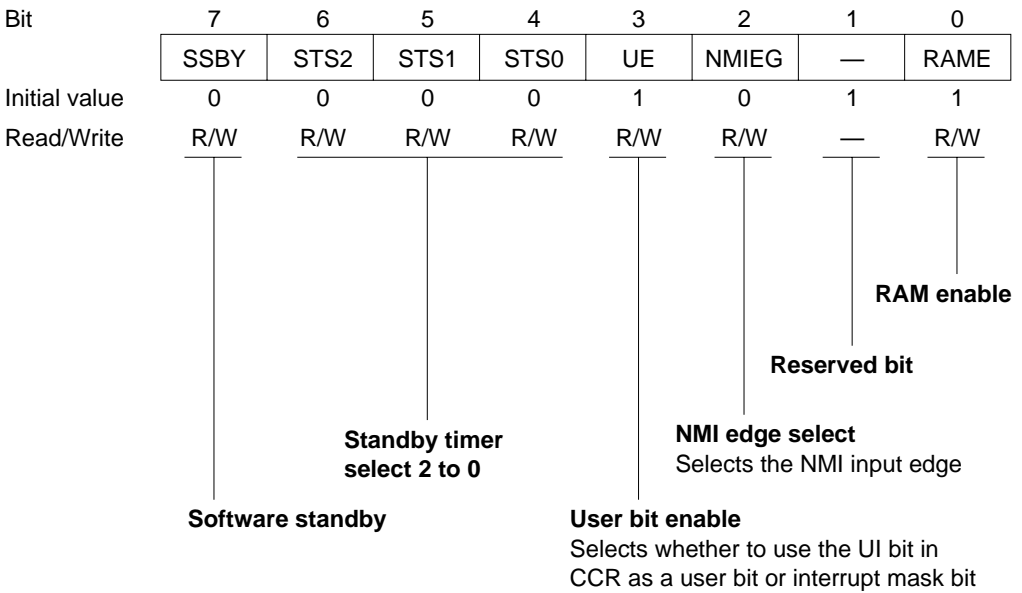 Bit 7 6 5 4 3 2 1 0
SSBY STS2 STS1 STS0 UE NMIEG — RAME
Initial value 0 0 0 0 1 0 1 1
Read/Write R/W R/W R/W R/W R/W R/W — R/W
RAM enable
Reserved bit
NMI edge select
Selects the NMI input edge
Standby timer
select 2 to 0
Software standby
User bit enable
Selects whether to use the UI bit in
CCR as a user bit or interrupt mask bit